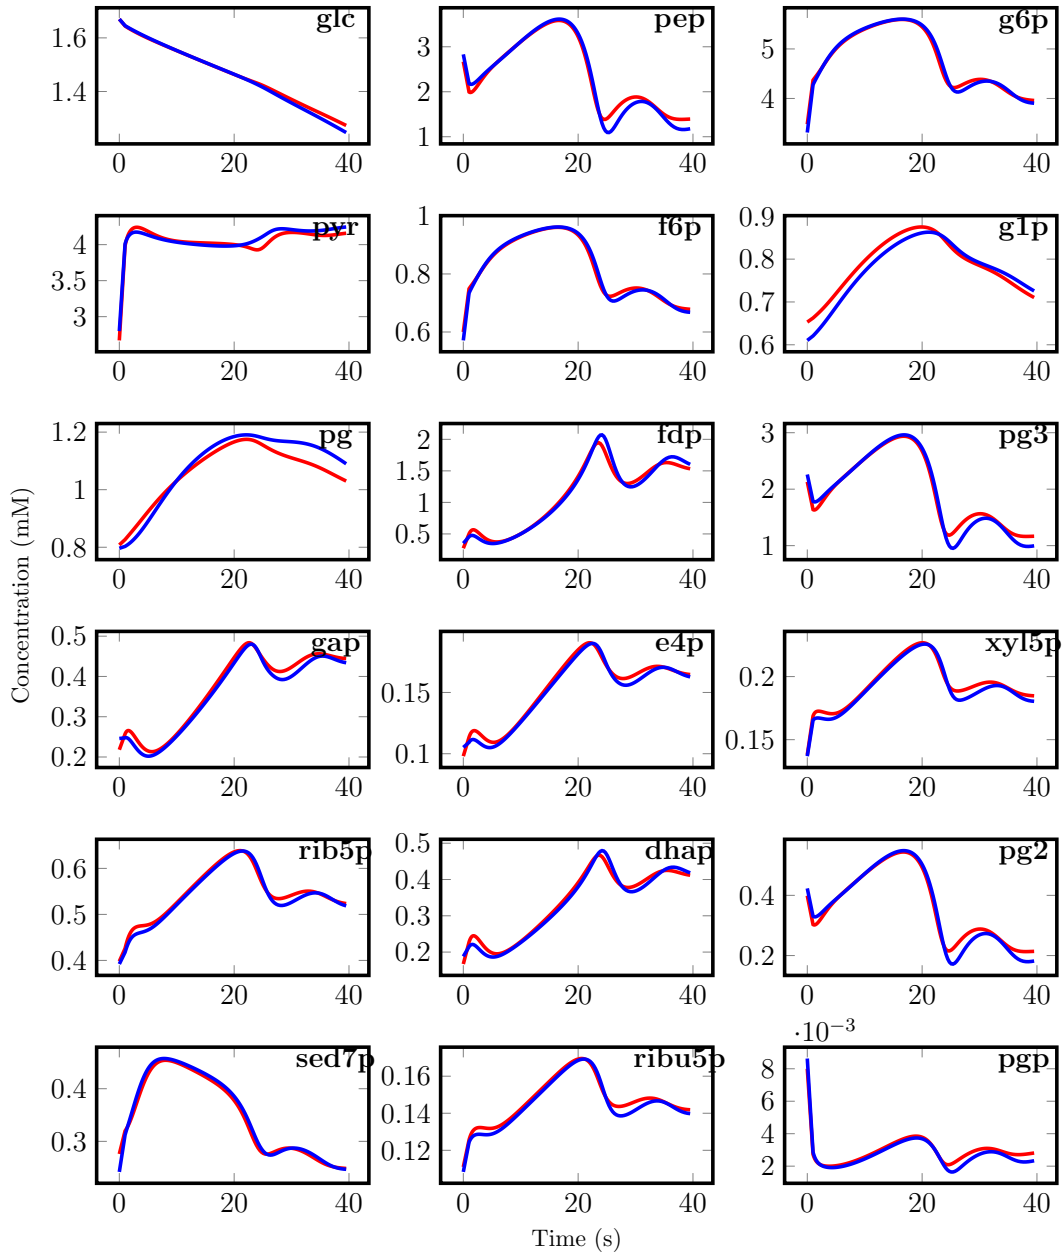 glc
1.6
1.4
0 20 40
pep
3
2
1
0 20 40
g6p
5
4
0 20 40
pyr
4
3.5
3
0 20 40
f6p
1
0.8
0.6
0 20 40
g1p
0.9
0.8
0.7
0.6
0 20 40
pg
1.2
1
0.8
0 20 40
fdp
2
1.5
1
0.5
0 20 40
pg3
3
2
1
0 20 40
Concentration (mM)
gap
0.5
0.4
0.3
0.2
0 20 40
e4p
0.15
0.1
0 20 40
xyl5p
0.2
0.15
0 20 40
rib5p
0.6
0.5
0.4
0 20 40
dhap
0.5
0.4
0.3
0.2
0 20 40
pg2
0.4
0.2
0 20 40
sed7p
0.4
0.3
0 20 40
ribu5p
0.16
0.14
0.12
0 20 40
·10⁻³
pgp
8
6
4
2
0 20 40
Time (s)